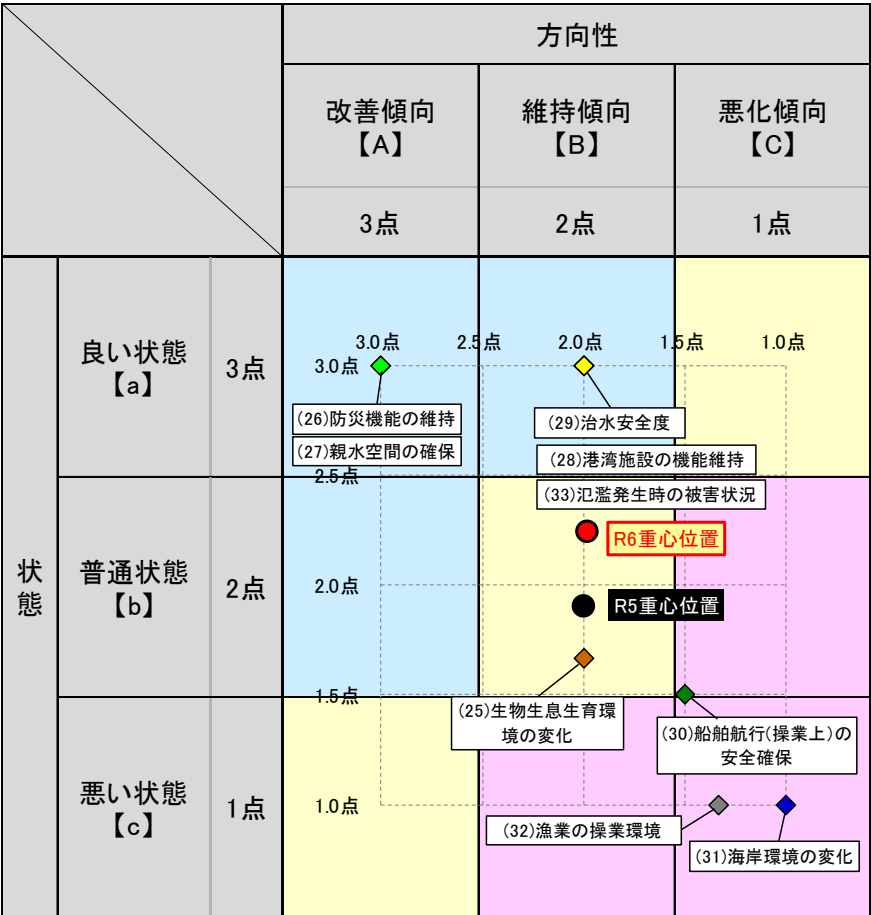 方向性
改善傾向
【A】
維持傾向
【B】
悪化傾向
【C】
3点
2点
1点
状
態
良い状態
【a】
3点
普通状態
【b】
2点
悪い状態
【c】
1点
3.0点
2.5点
2.0点
1.5点
1.0点
3.0点
2.5点
2.0点
1.5点
1.0点
(26)防災機能の維持
(27)親水空間の確保
(29)治水安全度
(28)港湾施設の機能維持
(33)氾濫発生時の被害状況
R6重心位置
R5重心位置
(25)生物生息生育環
境の変化
(30)船舶航行(操業上)の
安全確保
(32)漁業の操業環境
(31)海岸環境の変化